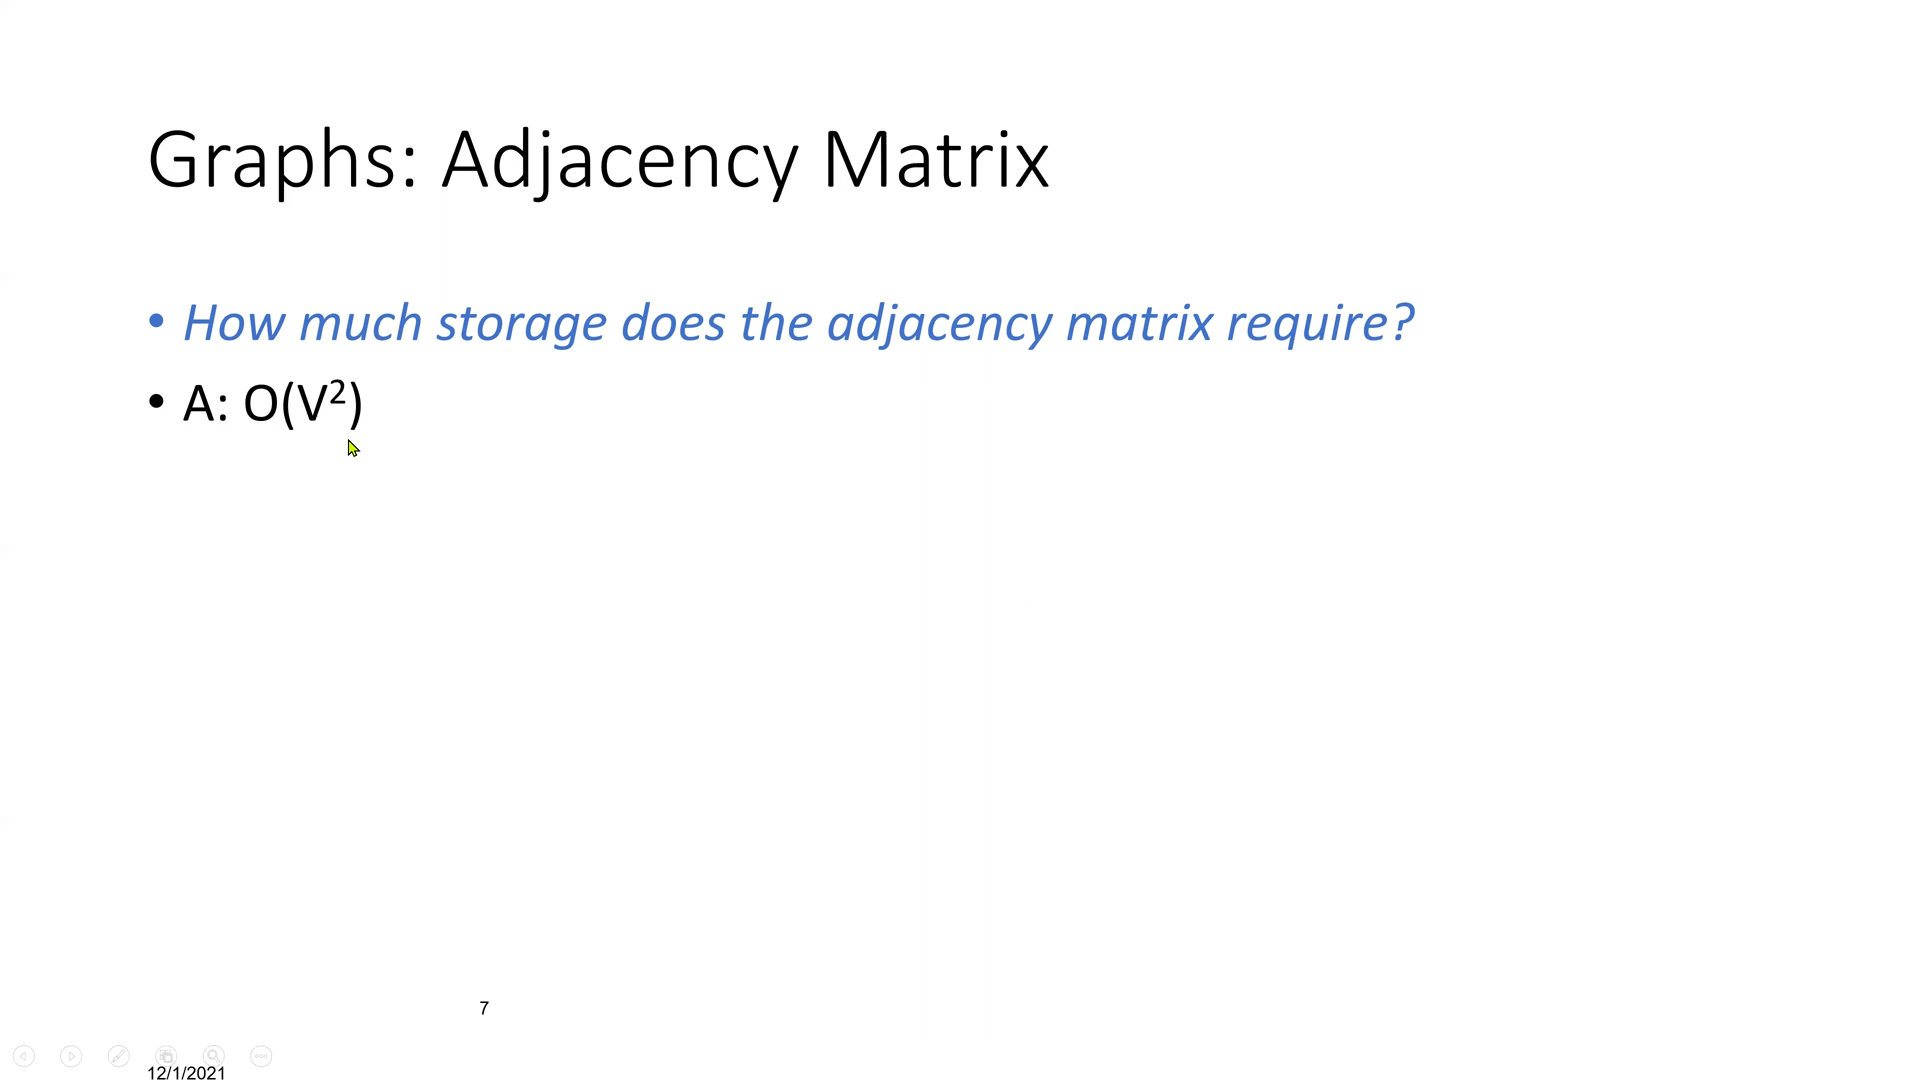 Graphs: Adjacency Matrix
• How much storage does the adjacency matrix require?
• A: O(V²)
7
12/1/2021